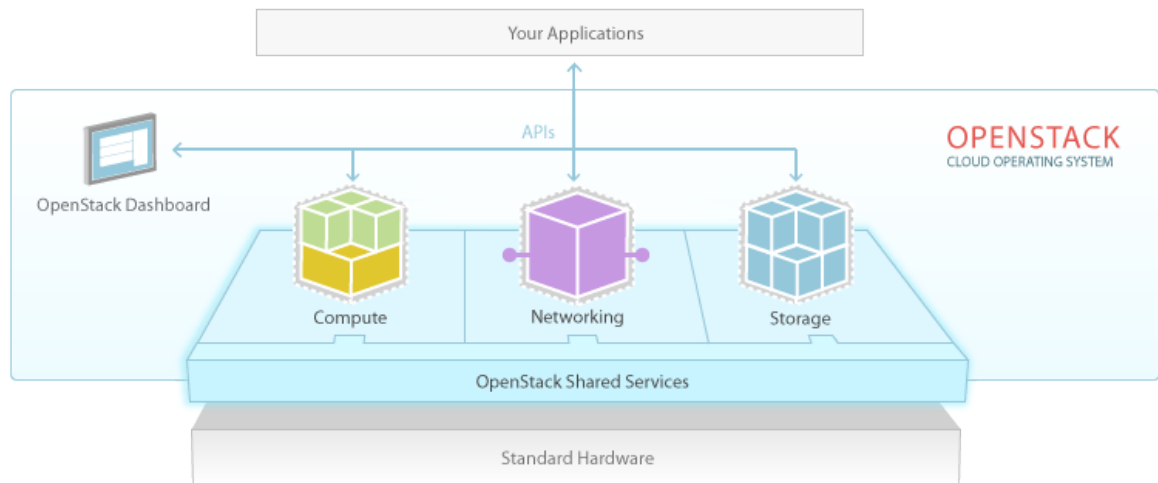 Your Applications
APIs
OPENSTACK
CLOUD OPERATING SYSTEM
OpenStack Dashboard
Compute
Networking
Storage
OpenStack Shared Services
Standard Hardware